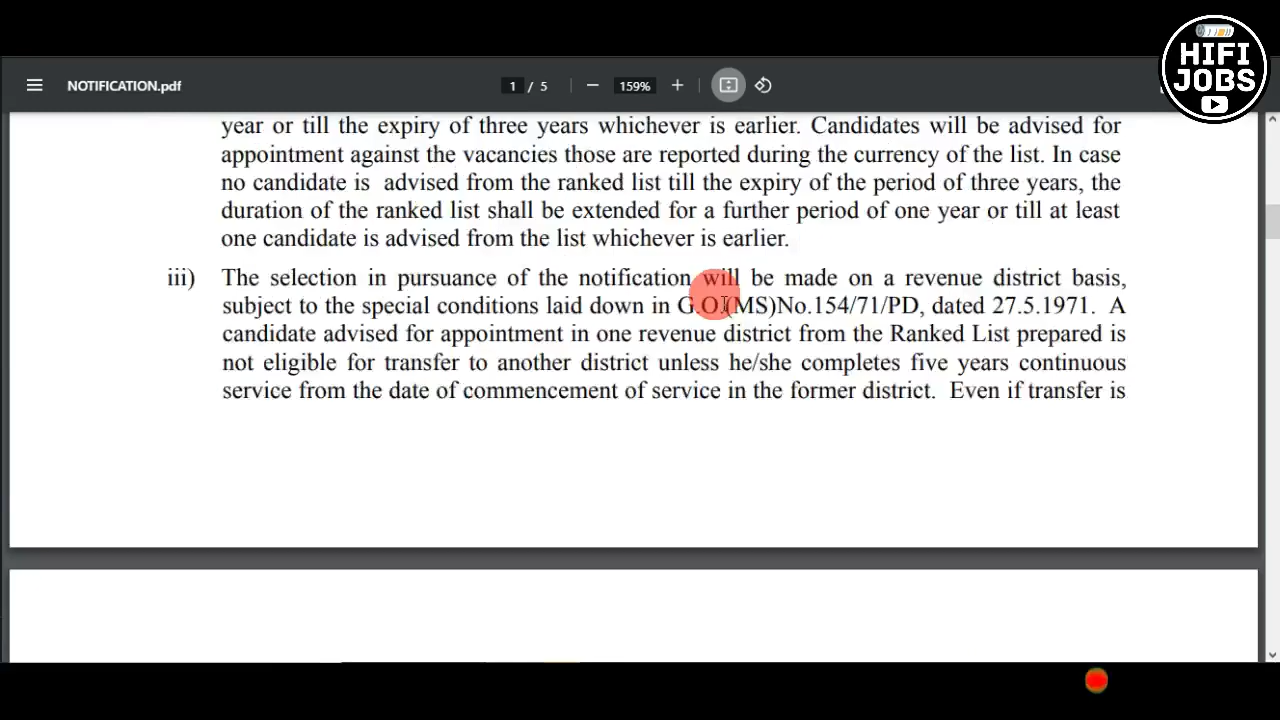 HIFI
JOBS
NOTIFICATION.pdf
1 / 5
159%
year or till the expiry of three years whichever is earlier. Candidates will be advised for
appointment against the vacancies those are reported during the currency of the list. In case
no candidate is advised from the ranked list till the expiry of the period of three years, the
duration of the ranked list shall be extended for a further period of one year or till at least
one candidate is advised from the list whichever is earlier.
iii) The selection in pursuance of the notification will be made on a revenue district basis,
subject to the special conditions laid down in G.O.(MS)No.154/71/PD, dated 27.5.1971. A
candidate advised for appointment in one revenue district from the Ranked List prepared is
not eligible for transfer to another district unless he/she completes five years continuous
service from the date of commencement of service in the former district. Even if transfer is